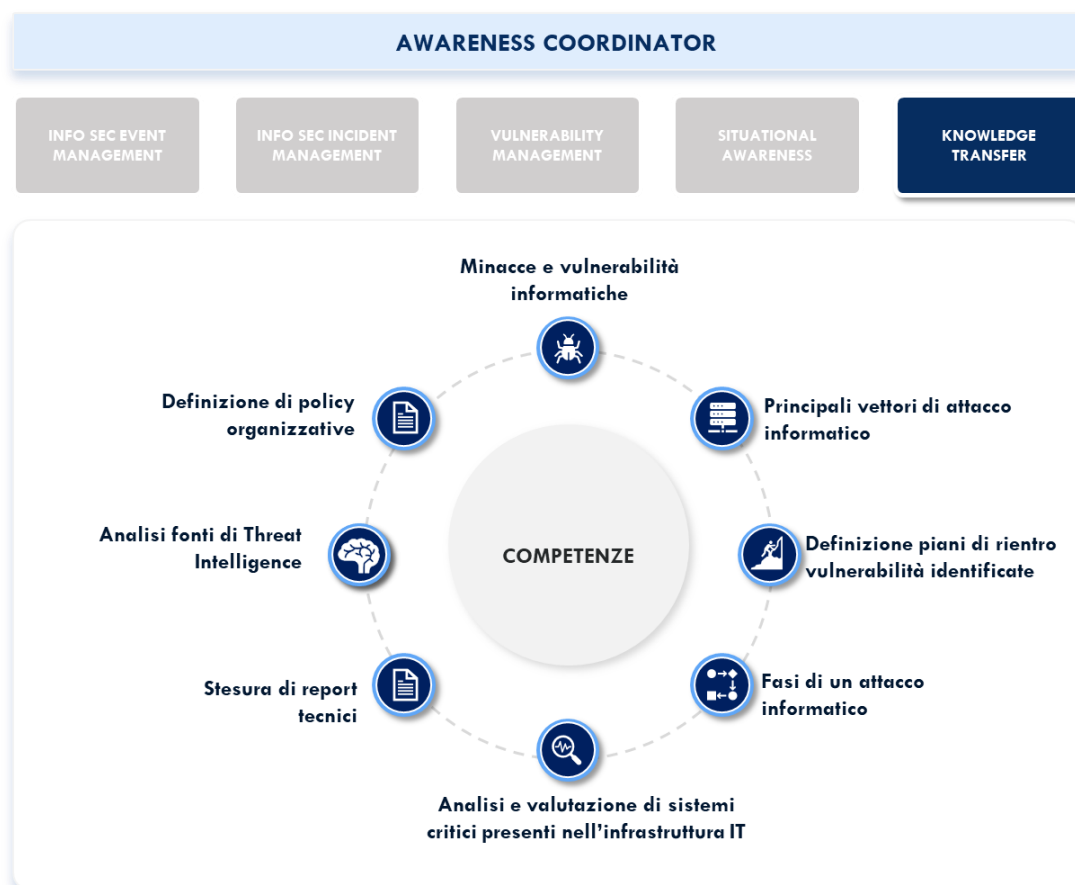 AWARENESS COORDINATOR
INFO SEC EVENT
MANAGEMENT
INFO SEC INCIDENT
MANAGEMENT
VULNERABILITY
MANAGEMENT
SITUATIONAL
AWARENESS
KNOWLEDGE
TRANSFER
Minacce e vulnerabilità
informatiche
Definizione di policy
organizzative
Principali vettori di attacco
informatico
Analisi fonti di Threat
Intelligence
COMPETENZE
Definizione piani di rientro
vulnerabilità identificate
Stesura di report
tecnici
Fasi di un attacco
informatico
Analisi e valutazione di sistemi
critici presenti nell'infrastruttura IT